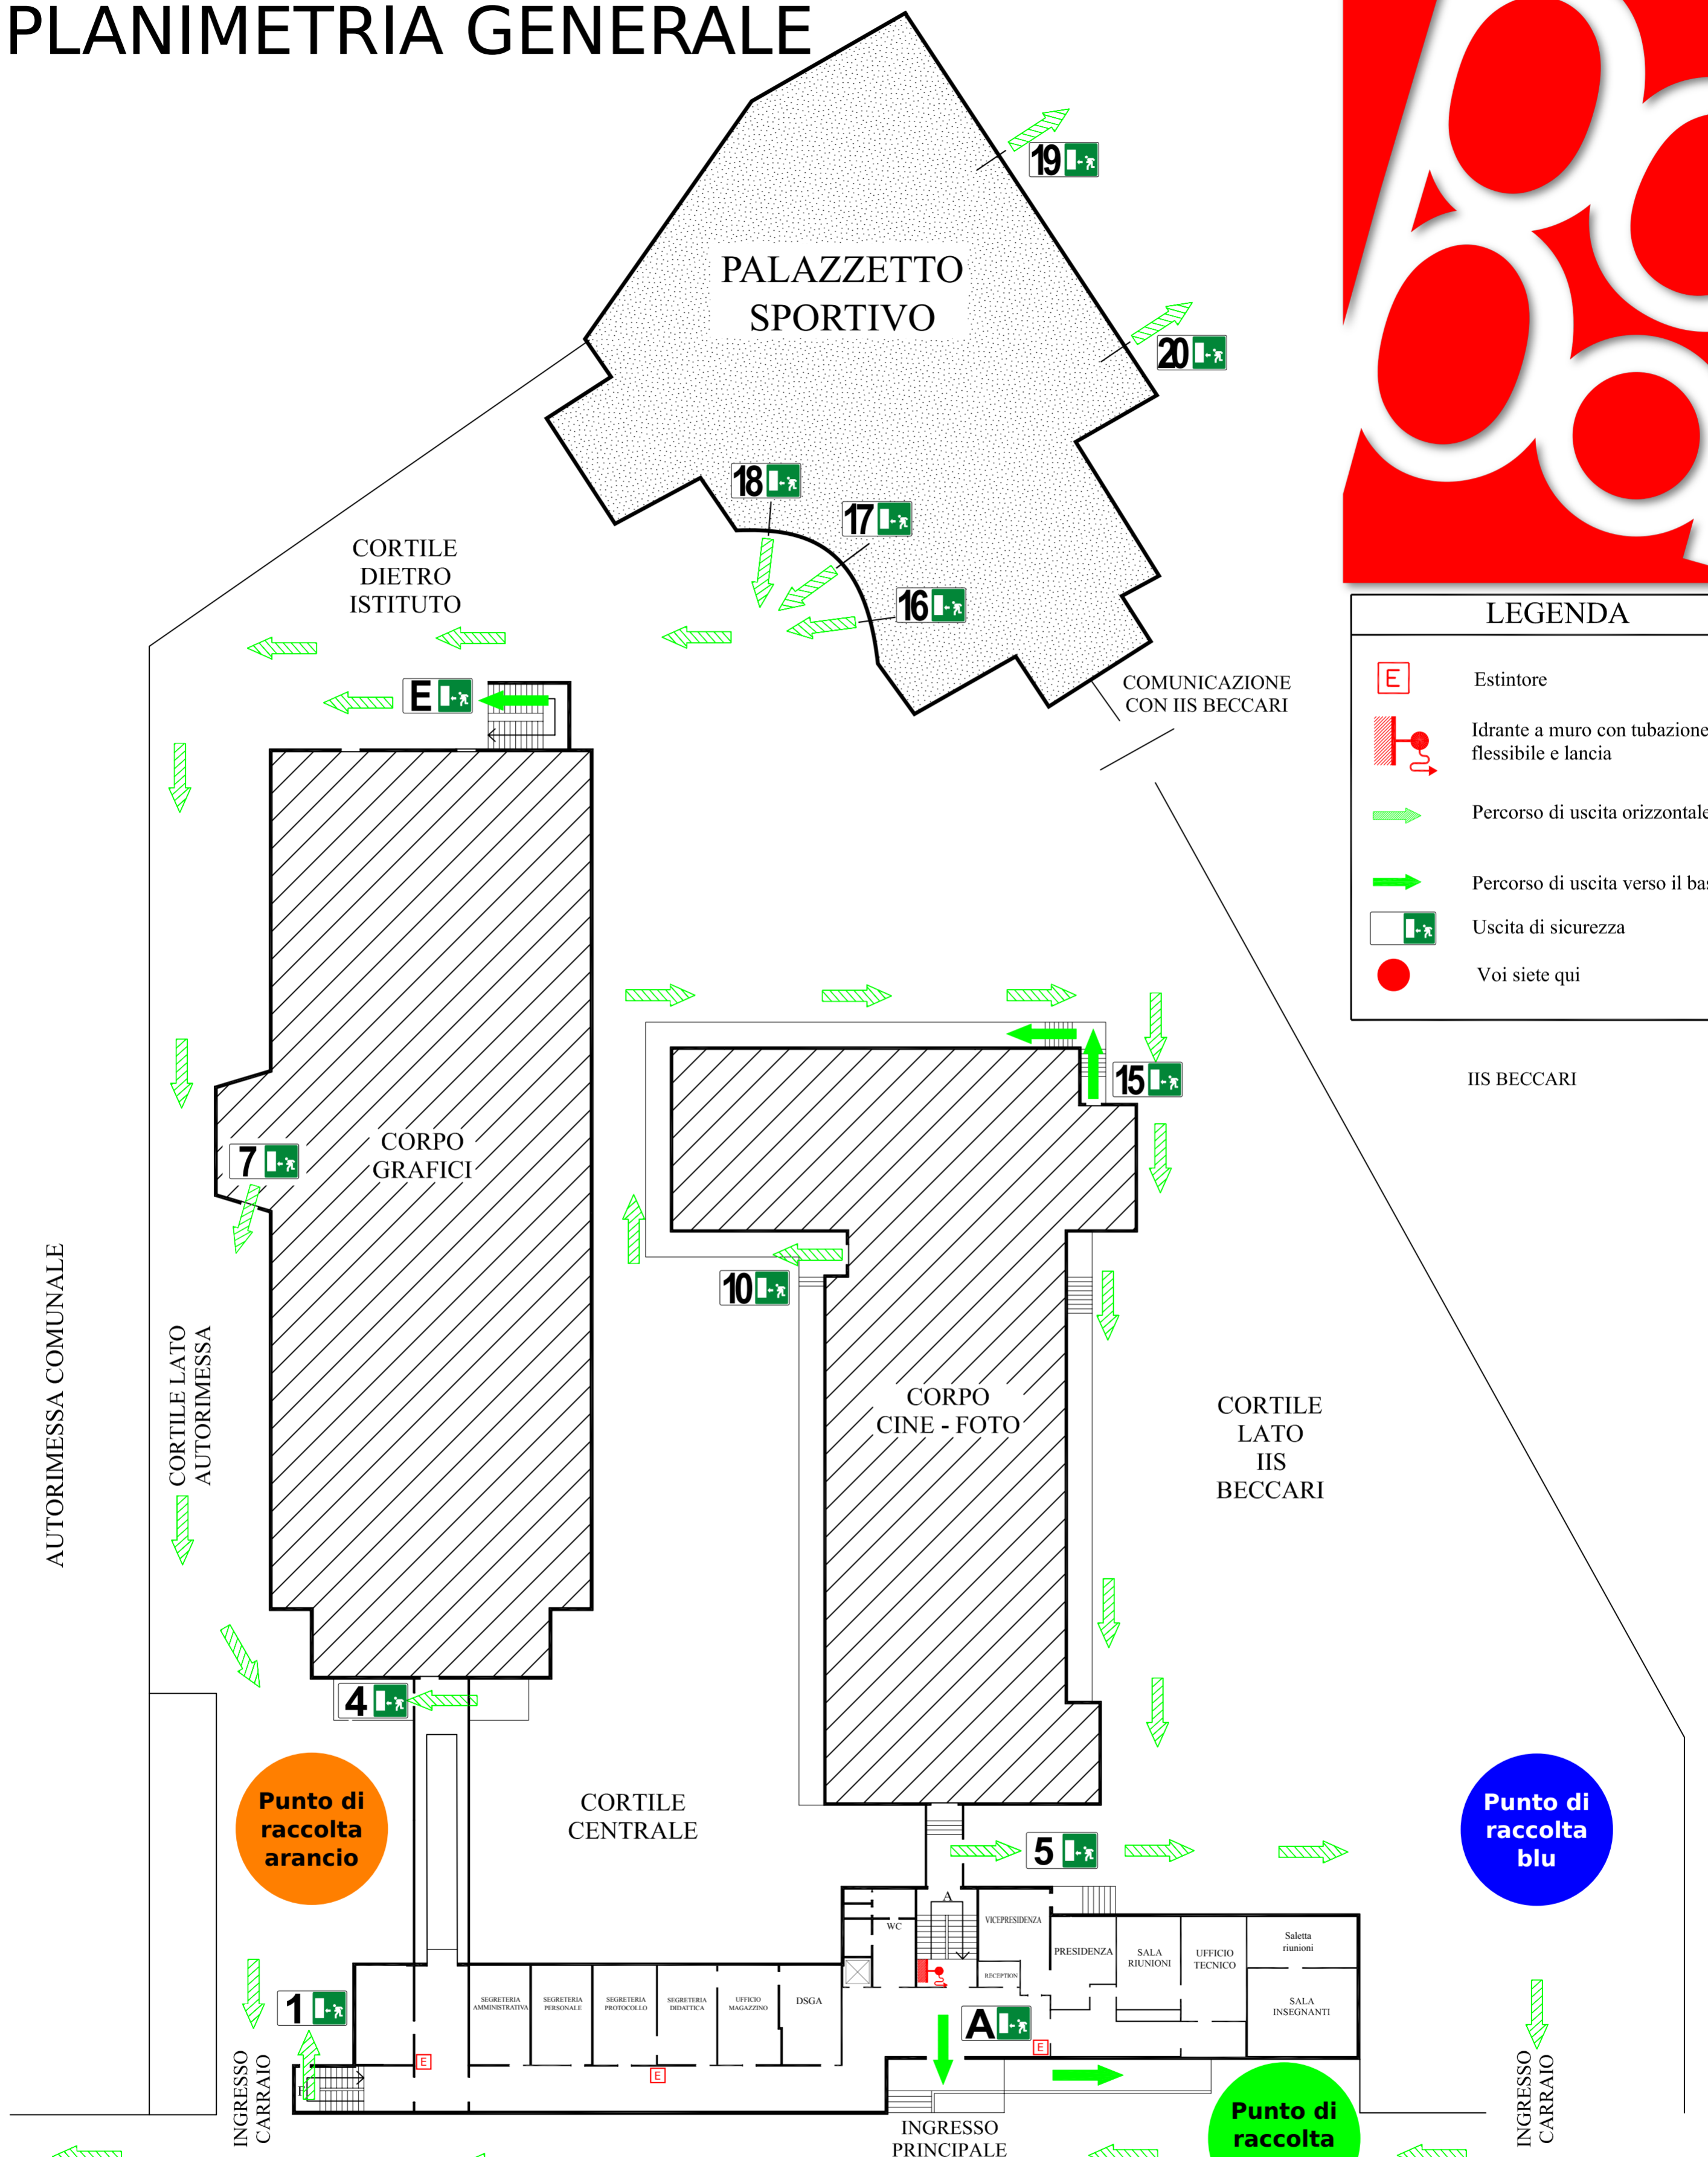 PLANIMETRIA GENERALE
19
PALAZZETTO
SPORTIVO
20
18
17
16
CORTILE
DIETRO
ISTITUTO
E
COMUNICAZIONE
CON IIS BECCARI
LEGENDA
E
Estintore
Idrante a muro con tubazione
flessibile e lancia
Percorso di uscita orizzontale
Percorso di uscita verso il bas
Uscita di sicurezza
Voi siete qui
IIS BECCARI
15
7
CORPO
GRAFICI
10
AUTORIMESSA COMUNALE
CORTILE LATO
AUTORIMESSA
CORPO
CINE - FOTO
CORTILE
LATO
IIS
BECCARI
4
Punto di
raccolta
arancio
CORTILE
CENTRALE
5
Punto di
raccolta
blu
A
WC
VICEPRESIDENZA
PRESIDENZA
SALA
RIUNIONI
UFFICIO
TECNICO
Saletta
riunioni
RECEPTION
SALA
INSEGNANTI
1
SEGRETERIA
AMMINISTRATIVA
SEGRETERIA
PERSONALE
SEGRETERIA
PROTOCOLLO
SEGRETERIA
DIDATTICA
UFFICIO
MAGAZZINO
DSGA
A
E
E
E
F
INGRESSO
CARRAIO
INGRESSO
PRINCIPALE
Punto di
raccolta
INGRESSO
CARRAIO